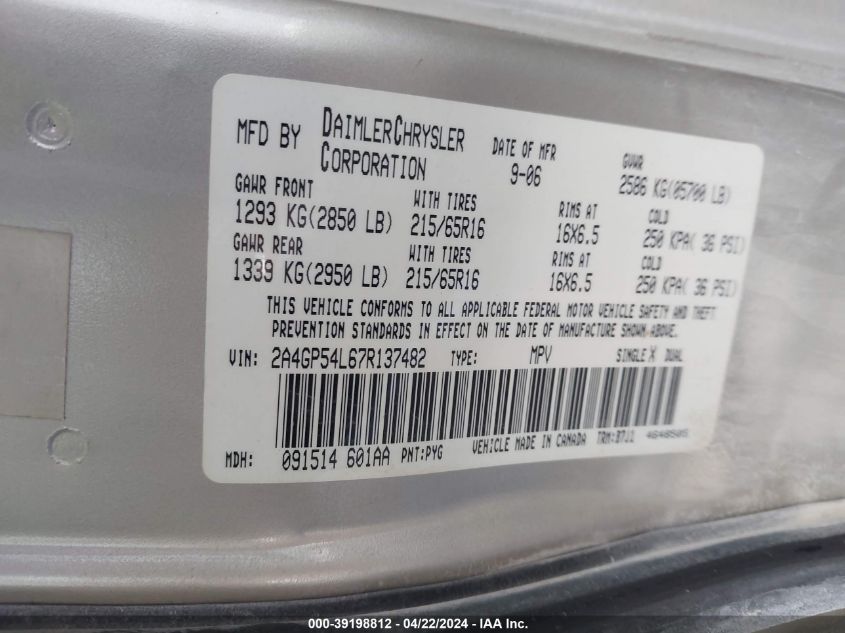 MFD BY DAIMLERCHRYSLER CORPORATION DATE OF MFR 9-06 GVWR 2586 KG(05700 LB)
GAWR FRONT WITH TIRES RIMS AT COLD
1293 KG(2850 LB) 215/65R16 16X6.5 250 KPA( 36 PSI)
GAWR REAR WITH TIRES RIMS AT COLD
1339 KG(2950 LB) 215/65R16 16X6.5 250 KPA( 36 PSI)
THIS VEHICLE CONFORMS TO ALL APPLICABLE FEDERAL MOTOR VEHICLE SAFETY AND THEFT
PREVENTION STANDARDS IN EFFECT ON THE DATE OF MANUFACTURE SHOWN ABOVE.
VIN: 2A4GP54L67R137482 TYPE: MPV SINGLE X DUAL
MDH: 091514 601AA PNT:PYG VEHICLE MADE IN CANADA TRM:B7J1 4648505
000-39198812 - 04/22/2024 - IAA Inc.